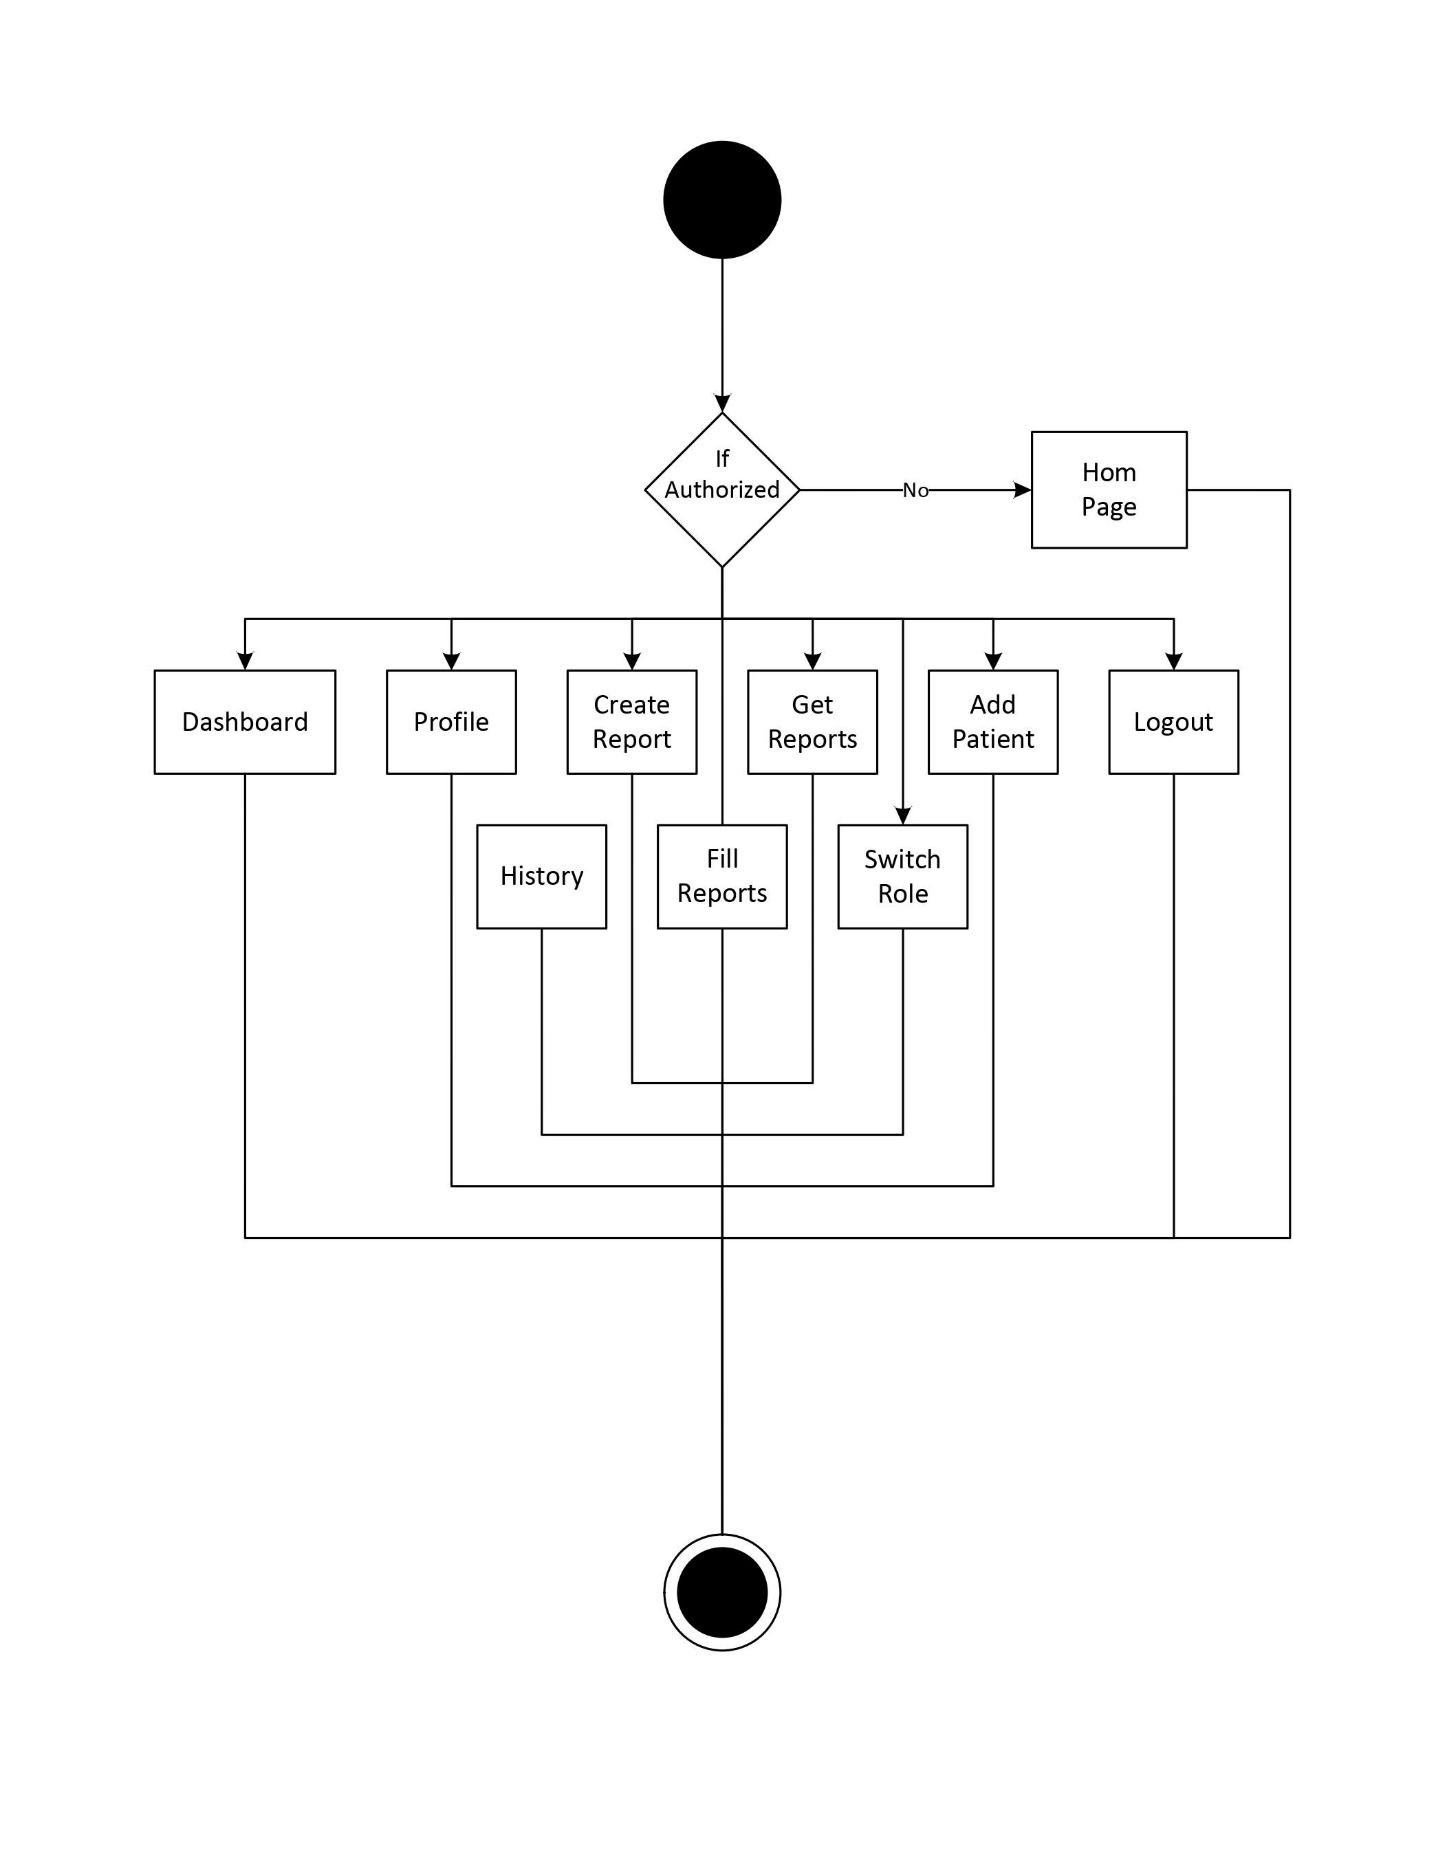 If
Authorized
No
Hom
Page
Dashboard
Profile
Create
Report
Get
Reports
Add
Patient
Logout
History
Fill
Reports
Switch
Role